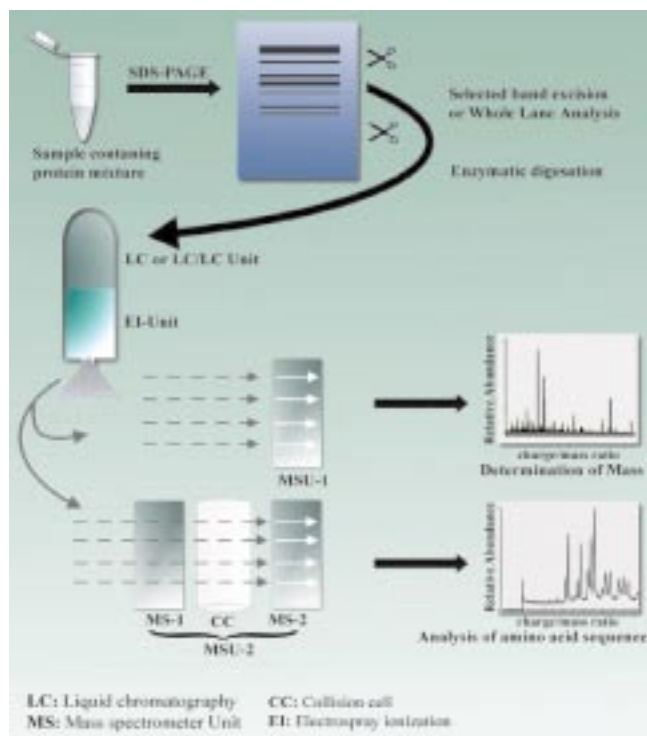 SDS-PAGE
Sample contaning
protein mixture
Selected band excision
or Whole Lane Analysis
Enzymatic digesation
LC or LC/LC Unit
EI-Unit
MSU-1
Relative Abundance
charge/mass ratio
Determination of Mass
MS-1
CC
MS-2
MSU-2
Relative Abundance
charge/mass ratio
Analysis of amino acid sequence
LC: Liquid chromatography
CC: Collision cell
MS: Mass spectrometer Unit
EI: Electrospray ionization